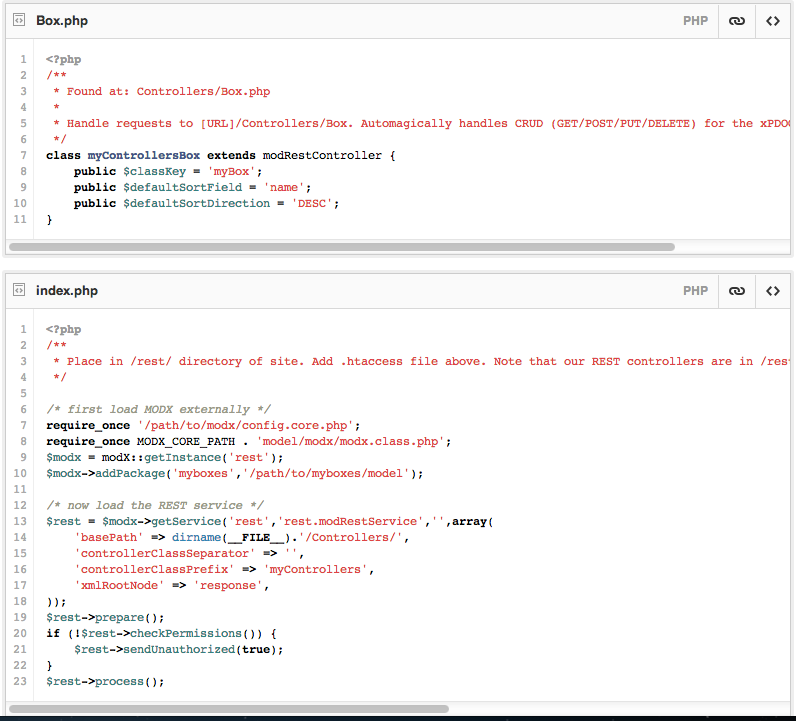 Box.php PHP
1 <?php
2 /**
3  * Found at: Controllers/Box.php
4  *
5  * Handle requests to [URL]/Controllers/Box. Automagically handles CRUD (GET/POST/PUT/DELETE) for the
6  */
7 class myControllersBox extends modRestController {
8     public $classKey = 'myBox';
9     public $defaultSortField = 'name';
10     public $defaultSortDirection = 'DESC';
11 }
index.php PHP
1 <?php
2 /**
3  * Place in /rest/ directory of site. Add .htaccess file above. Note that our REST controllers are in
4  */
5
6 /* first load MODX externally */
7 require_once '/path/to/modx/config.core.php';
8 require_once MODX_CORE_PATH . 'model/modx/modx.class.php';
9 $modx = modX::getInstance('rest');
10 $modx->addPackage('myboxes','/path/to/myboxes/model');
11
12 /* now load the REST service */
13 $rest = $modx->getService('rest','rest.modRestService','',array(
14     'basePath' => dirname(__FILE__).'/Controllers/',
15     'controllerClassSeparator' => '',
16     'controllerClassPrefix' => 'myControllers',
17     'xmlRootNode' => 'response',
18 ));
19 $rest->prepare();
20 if (!$rest->checkPermissions()) {
21     $rest->sendUnauthorized(true);
22 }
23 $rest->process();